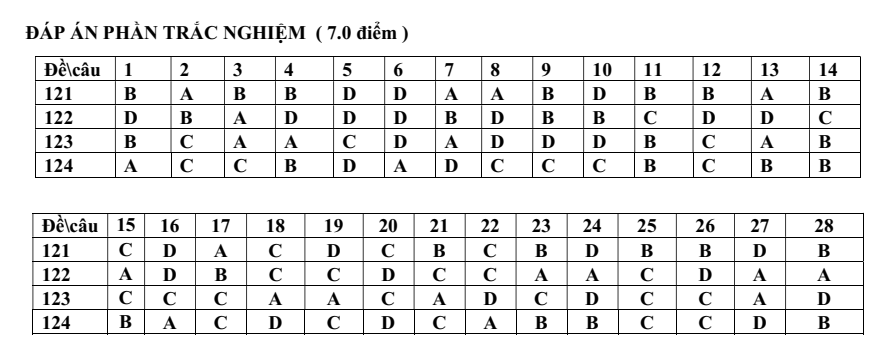 ĐÁP ÁN PHẦN TRẮC NGHIỆM ( 7.0 điểm )
Đề\câu 1 2 3 4 5 6 7 8 9 10 11 12 13 14
121 B A B B D D A A B D B B A B
122 D B A D D D B D B B C D D C
123 B C A A C D A D D D B C A B
124 A C C B D A D C C C B C B B
Đề\câu 15 16 17 18 19 20 21 22 23 24 25 26 27 28
121 C D A C D C B C B D B B D B
122 A D B C C D C C A A C D A A
123 C C C A A C A D C D C C A D
124 B A C D C D C A B B C C D B